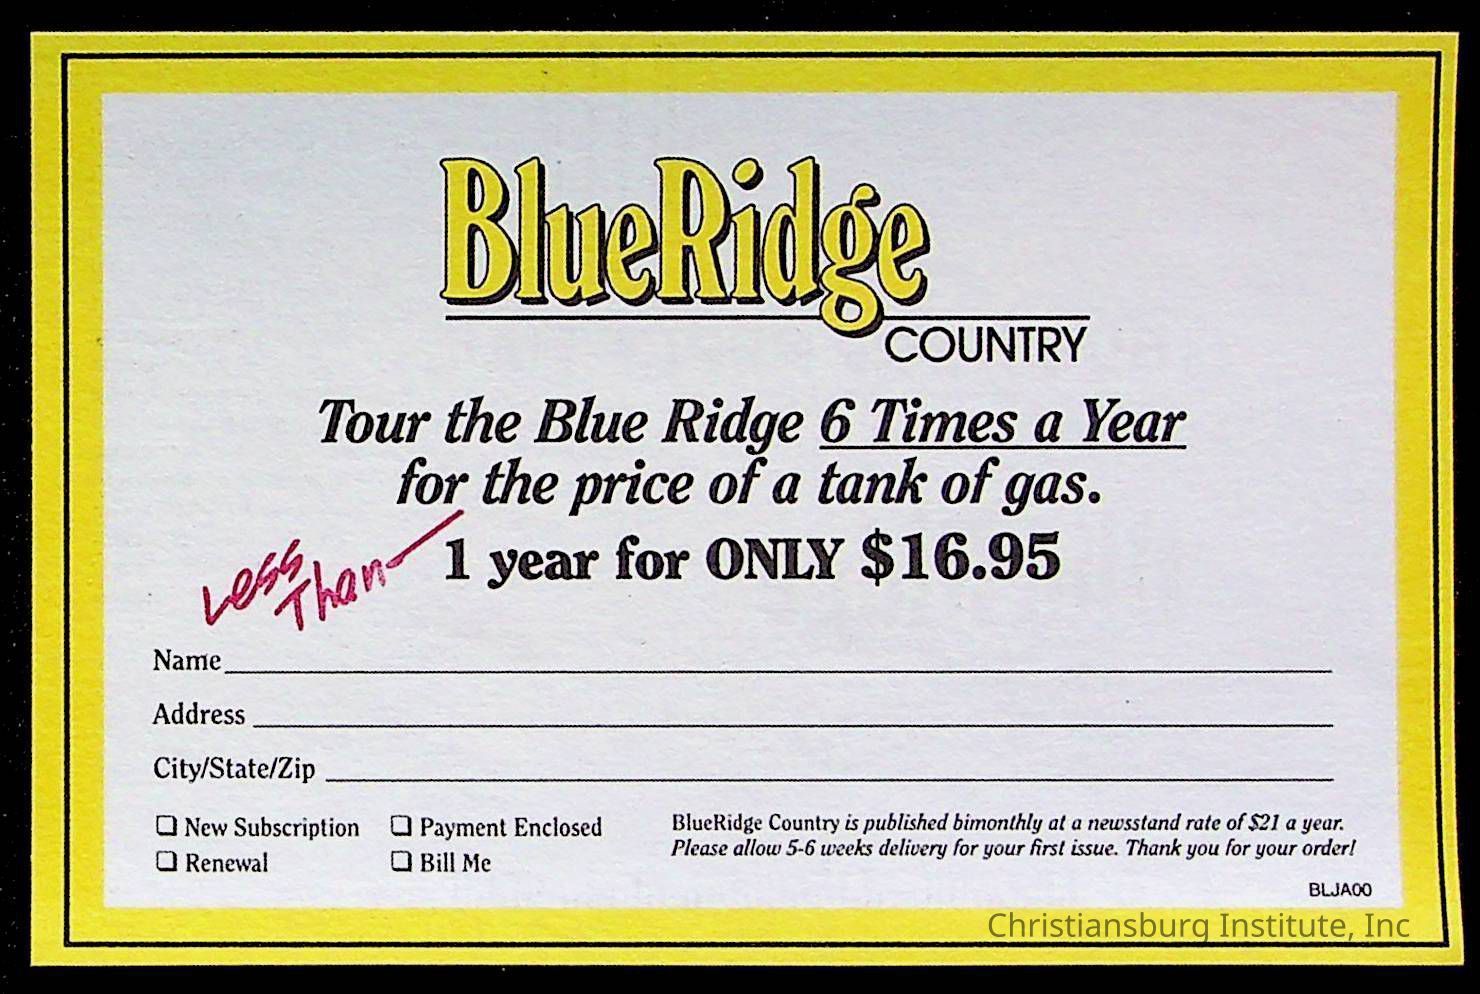 BlueRidge
COUNTRY
Tour the Blue Ridge 6 Times a Year
for the price of a tank of gas.
Less
Than
1 year for ONLY $16.95
Name
Address
City/State/Zip
❏ New Subscription ❏ Payment Enclosed
❏ Renewal ❏ Bill Me
BlueRidge Country is published bimonthly at a newsstand rate of $21 a year.
Please allow 5-6 weeks delivery for your first issue. Thank you for your order!
BLJA00
Christiansburg Institute, Inc